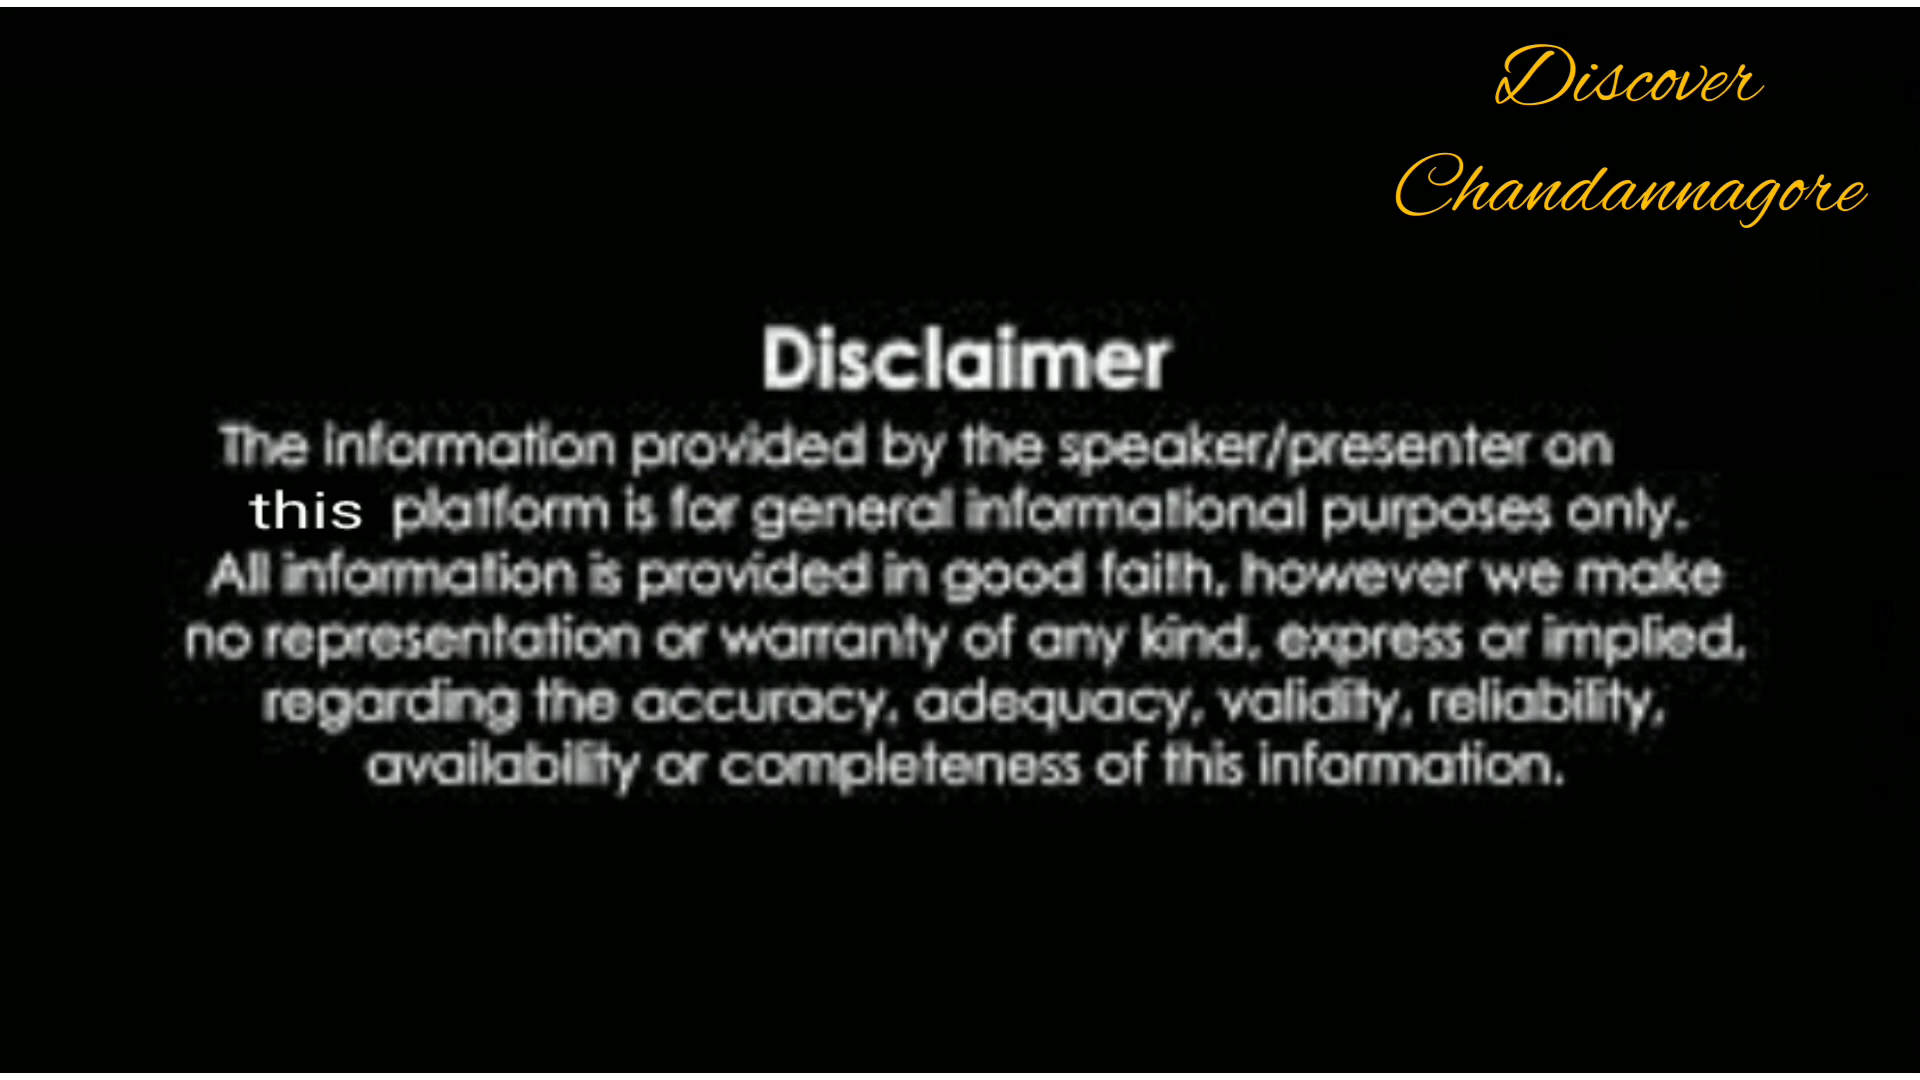 Discover
Chandannagore
Disclaimer
The information provided by the speaker/presenter on
this platform is for general informational purposes only.
All information is provided in good faith, however we make
no representation or warranty of any kind, express or implied,
regarding the accuracy, adequacy, validity, reliability,
availability or completeness of this information.